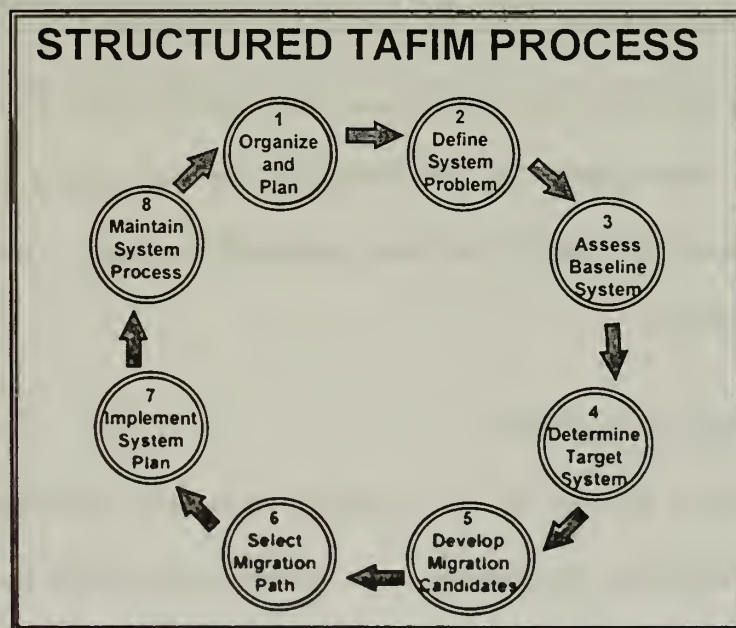 STRUCTURED TAFIM PROCESS
1
Organize
and
Plan
2
Define
System
Problem
3
Assess
Baseline
System
4
Determine
Target
System
5
Develop
Migration
Candidates
6
Select
Migration
Path
7
Implement
System
Plan
8
Maintain
System
Process